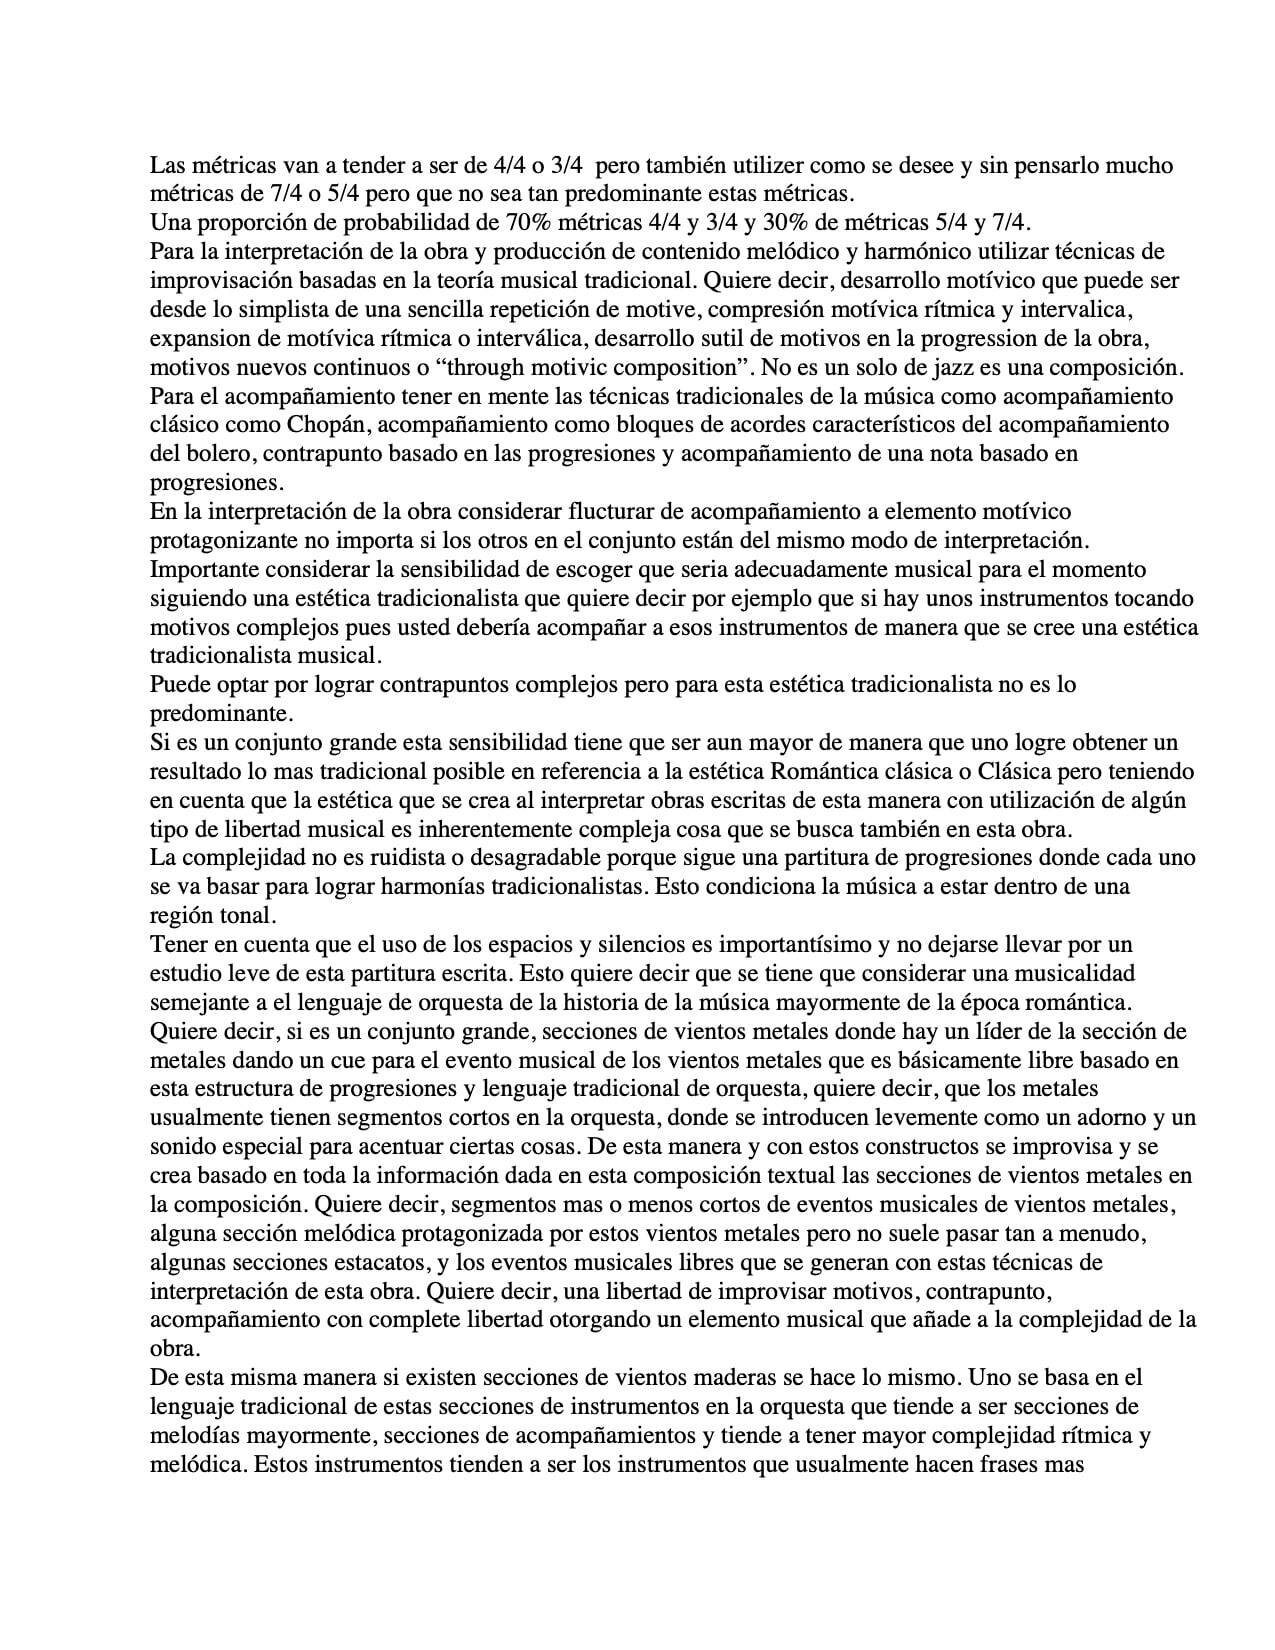 Las métricas van a tender a ser de 4/4 o 3/4  pero también utilizer como se desee y sin pensarlo mucho
métricas de 7/4 o 5/4 pero que no sea tan predominante estas métricas.
Una proporción de probabilidad de 70% métricas 4/4 y 3/4 y 30% de métricas 5/4 y 7/4.
Para la interpretación de la obra y producción de contenido melódico y harmónico utilizar técnicas de
improvisación basadas en la teoría musical tradicional. Quiere decir, desarrollo motívico que puede ser
desde lo simplista de una sencilla repetición de motive, compresión motívica rítmica y intervalica,
expansion de motívica rítmica o interválica, desarrollo sutil de motivos en la progression de la obra,
motivos nuevos continuos o “through motivic composition”. No es un solo de jazz es una composición.
Para el acompañamiento tener en mente las técnicas tradicionales de la música como acompañamiento
clásico como Chopán, acompañamiento como bloques de acordes característicos del acompañamiento
del bolero, contrapunto basado en las progresiones y acompañamiento de una nota basado en
progresiones.
En la interpretación de la obra considerar flucturar de acompañamiento a elemento motívico
protagonizante no importa si los otros en el conjunto están del mismo modo de interpretación.
Importante considerar la sensibilidad de escoger que seria adecuadamente musical para el momento
siguiendo una estética tradicionalista que quiere decir por ejemplo que si hay unos instrumentos tocando
motivos complejos pues usted debería acompañar a esos instrumentos de manera que se cree una estética
tradicionalista musical.
Puede optar por lograr contrapuntos complejos pero para esta estética tradicionalista no es lo
predominante.
Si es un conjunto grande esta sensibilidad tiene que ser aun mayor de manera que uno logre obtener un
resultado lo mas tradicional posible en referencia a la estética Romántica clásica o Clásica pero teniendo
en cuenta que la estética que se crea al interpretar obras escritas de esta manera con utilización de algún
tipo de libertad musical es inherentemente compleja cosa que se busca también en esta obra.
La complejidad no es ruidista o desagradable porque sigue una partitura de progresiones donde cada uno
se va basar para lograr harmonías tradicionalistas. Esto condiciona la música a estar dentro de una
región tonal.
Tener en cuenta que el uso de los espacios y silencios es importantísimo y no dejarse llevar por un
estudio leve de esta partitura escrita. Esto quiere decir que se tiene que considerar una musicalidad
semejante a el lenguaje de orquesta de la historia de la música mayormente de la época romántica.
Quiere decir, si es un conjunto grande, secciones de vientos metales donde hay un líder de la sección de
metales dando un cue para el evento musical de los vientos metales que es básicamente libre basado en
esta estructura de progresiones y lenguaje tradicional de orquesta, quiere decir, que los metales
usualmente tienen segmentos cortos en la orquesta, donde se introducen levemente como un adorno y un
sonido especial para acentuar ciertas cosas. De esta manera y con estos constructos se improvisa y se
crea basado en toda la información dada en esta composición textual las secciones de vientos metales en
la composición. Quiere decir, segmentos mas o menos cortos de eventos musicales de vientos metales,
alguna sección melódica protagonizada por estos vientos metales pero no suele pasar tan a menudo,
algunas secciones estacatos, y los eventos musicales libres que se generan con estas técnicas de
interpretación de esta obra. Quiere decir, una libertad de improvisar motivos, contrapunto,
acompañamiento con complete libertad otorgando un elemento musical que añade a la complejidad de la
obra.
De esta misma manera si existen secciones de vientos maderas se hace lo mismo. Uno se basa en el
lenguaje tradicional de estas secciones de instrumentos en la orquesta que tiende a ser secciones de
melodías mayormente, secciones de acompañamientos y tiende a tener mayor complejidad rítmica y
melódica. Estos instrumentos tienden a ser los instrumentos que usualmente hacen frases mas